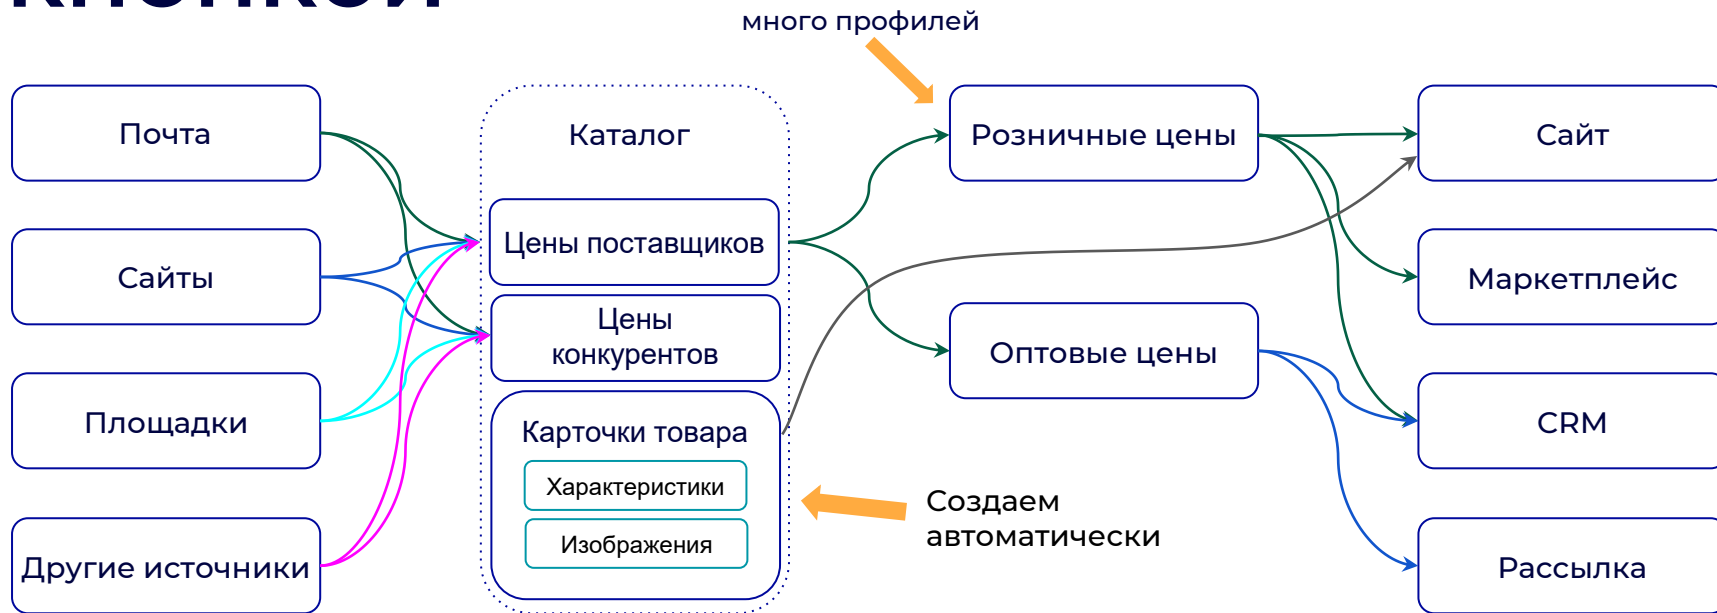 кнопкой
много профилей
Почта
Каталог
Розничные цены
Сайт
Цены поставщиков
Сайты
Маркетплейс
Цены
конкурентов
Оптовые цены
Площадки
Карточки товара
CRM
Характеристики
Создаем
автоматически
Изображения
Другие источники
Рассылка